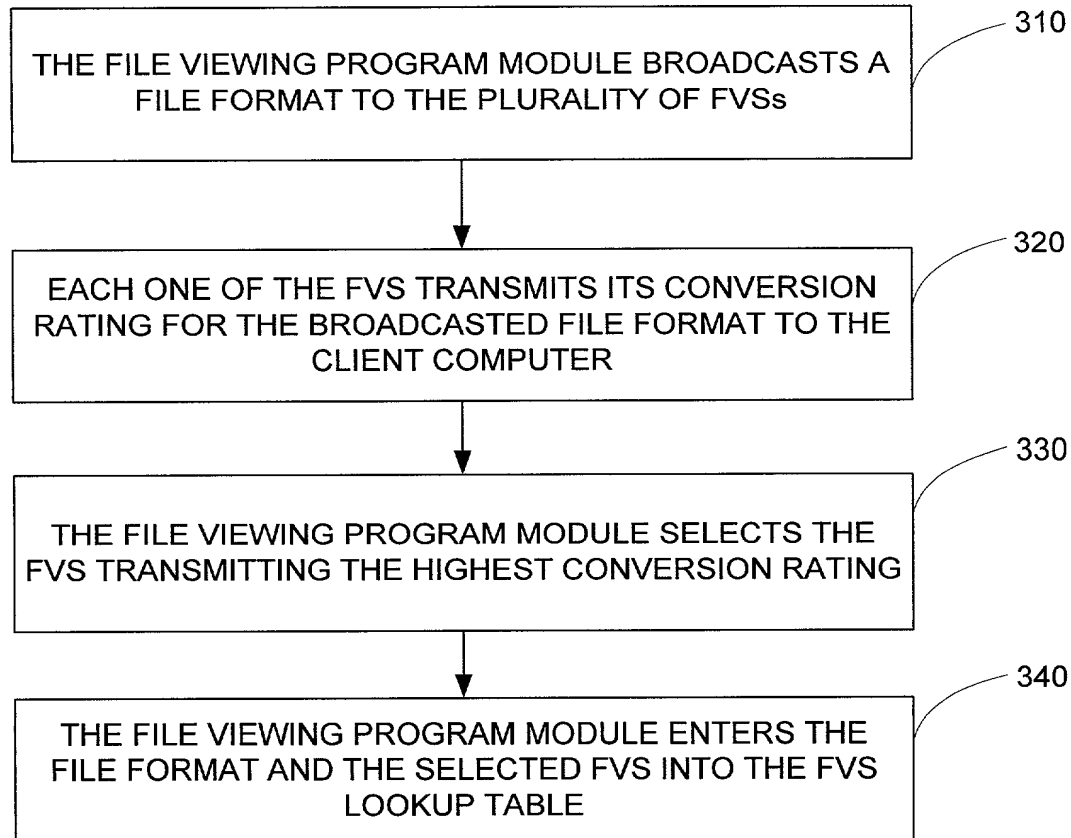 310
THE FILE VIEWING PROGRAM MODULE BROADCASTS A
FILE FORMAT TO THE PLURALITY OF FVSs
320
EACH ONE OF THE FVS TRANSMITS ITS CONVERSION
RATING FOR THE BROADCASTED FILE FORMAT TO THE
CLIENT COMPUTER
330
THE FILE VIEWING PROGRAM MODULE SELECTS THE
FVS TRANSMITTING THE HIGHEST CONVERSION RATING
340
THE FILE VIEWING PROGRAM MODULE ENTERS THE
FILE FORMAT AND THE SELECTED FVS INTO THE FVS
LOOKUP TABLE